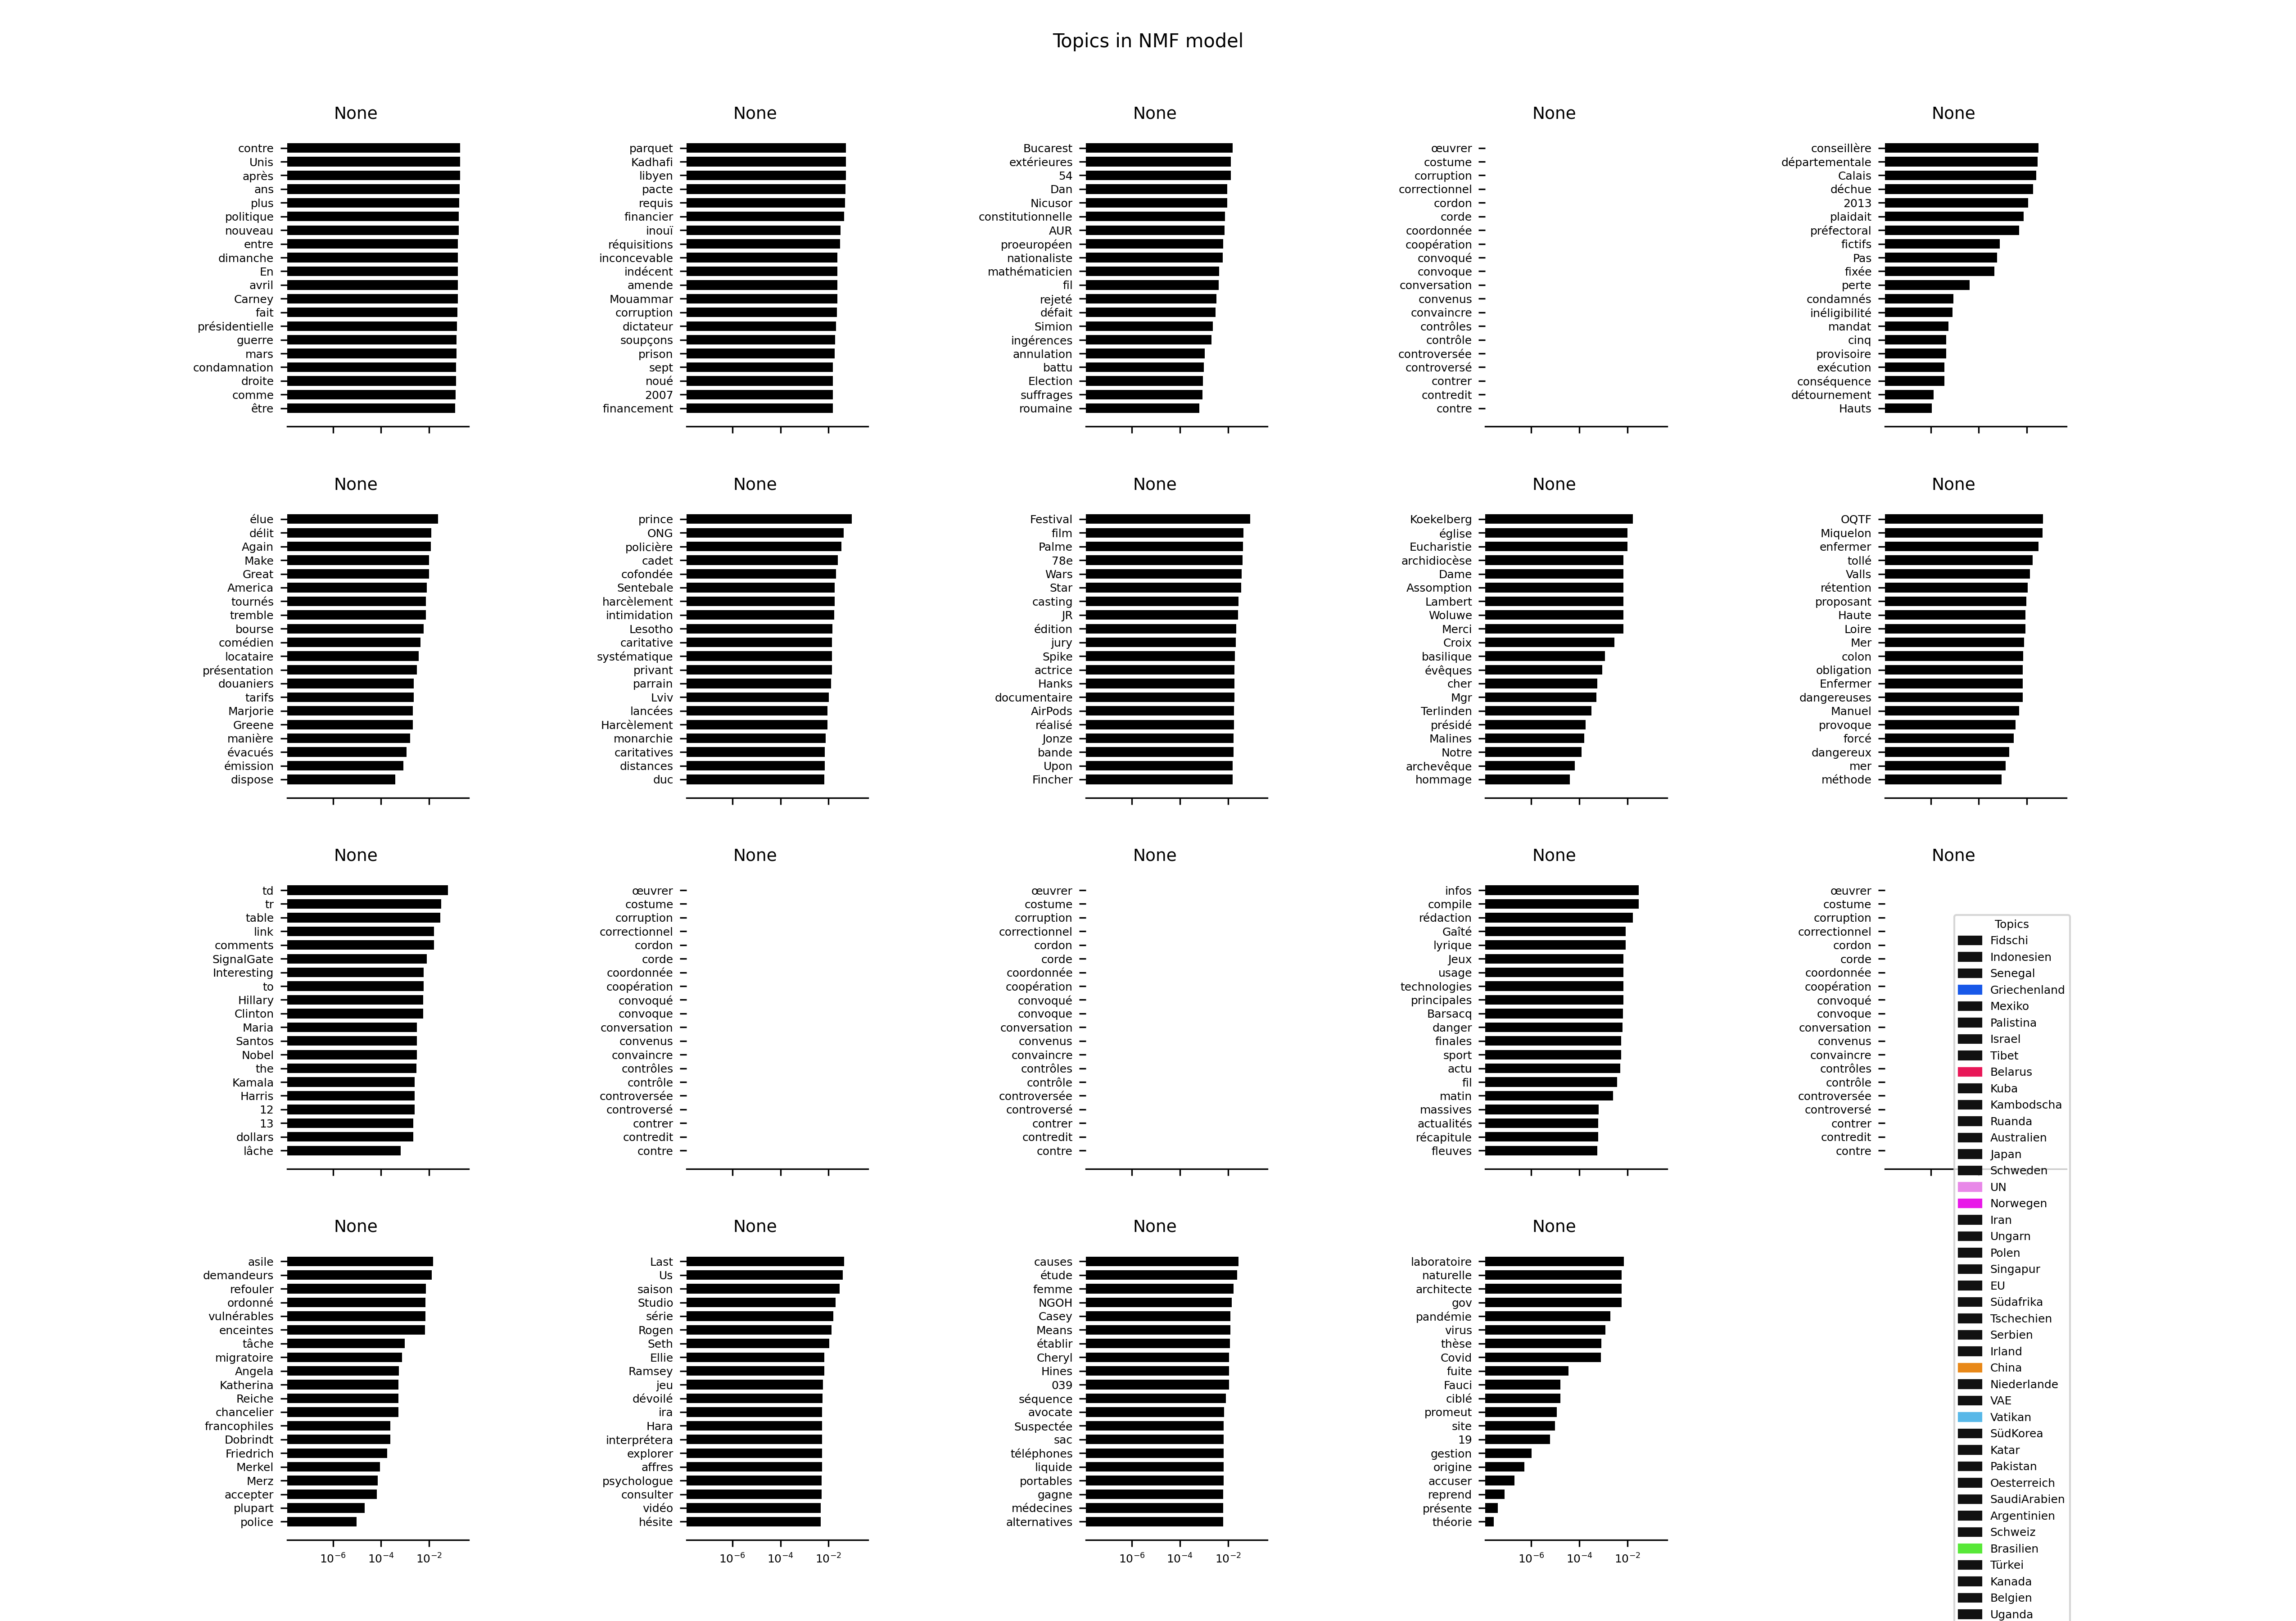 Topics in NMF model
None
contre
Unis
après
ans
plus
politique
nouveau
entre
dimanche
En
avril
Carney
fait
présidentielle
guerre
mars
condamnation
droite
comme
être
None
parquet
Kadhafi
libyen
pacte
requis
financier
inouï
réquisitions
inconcevable
indécent
amende
Mouammar
corruption
dictateur
soupçons
prison
sept
noué
2007
financement
None
Bucarest
extérieures
54
Dan
Nicusor
constitutionnelle
AUR
proeuropéen
nationaliste
mathématicien
fil
rejeté
défait
Simion
ingérences
annulation
battu
Election
suffrages
roumaine
None
œuvrer
costume
corruption
correctionnel
cordon
corde
coordonnée
coopération
convoqué
convoque
conversation
convenus
convaincre
contrôles
contrôle
controversée
controversé
contrer
contredit
contre
None
conseillère
départementale
Calais
déchue
2013
plaidait
préfectoral
fictifs
Pas
fixée
perte
condamnés
inéligibilité
mandat
cinq
provisoire
exécution
conséquence
détournement
Hauts
None
élue
délit
Again
Make
Great
America
tournés
tremble
bourse
comédien
locataire
présentation
douaniers
tarifs
Marjorie
Greene
manière
évacués
émission
dispose
None
prince
ONG
policière
cadet
cofondée
Sentebale
harcèlement
intimidation
Lesotho
caritative
systématique
privant
parrain
Lviv
lancées
Harcèlement
monarchie
caritatives
distances
duc
None
Festival
film
Palme
78e
Wars
Star
casting
JR
édition
jury
Spike
actrice
Hanks
documentaire
AirPods
réalisé
Jonze
bande
Upon
Fincher
None
Koekelberg
église
Eucharistie
archidiocèse
Dame
Assomption
Lambert
Woluwe
Merci
Croix
basilique
évêques
cher
Mgr
Terlinden
présidé
Malines
Notre
archevêque
hommage
None
OQTF
Miquelon
enfermer
tollé
Valls
rétention
proposant
Haute
Loire
Mer
colon
obligation
Enfermer
dangereuses
Manuel
provoque
forcé
dangereux
mer
méthode
None
td
tr
table
link
comments
SignalGate
Interesting
to
Hillary
Clinton
Maria
Santos
Nobel
the
Kamala
Harris
12
13
dollars
lâche
None
œuvrer
costume
corruption
correctionnel
cordon
corde
coordonnée
coopération
convoqué
convoque
conversation
convenus
convaincre
contrôles
contrôle
controversée
controversé
contrer
contredit
contre
None
œuvrer
costume
corruption
correctionnel
cordon
corde
coordonnée
coopération
convoqué
convoque
conversation
convenus
convaincre
contrôles
contrôle
controversée
controversé
contrer
contredit
contre
None
infos
compile
rédaction
Gaîté
lyrique
Jeux
usage
technologies
principales
Barsacq
danger
finales
sport
actu
fil
matin
massives
actualités
récapitule
fleuves
None
œuvrer
costume
corruption
correctionnel
cordon
corde
coordonnée
coopération
convoqué
convoque
conversation
convenus
convaincre
contrôles
contrôle
controversée
controversé
contrer
contredit
contre
None
asile
demandeurs
refouler
ordonné
vulnérables
enceintes
tâche
migratoire
Angela
Katherina
Reiche
chancelier
francophiles
Dobrindt
Friedrich
Merkel
Merz
accepter
plupart
police
10⁻⁶ 10⁻⁴ 10⁻²
None
Last
Us
saison
Studio
série
Rogen
Seth
Ellie
Ramsey
jeu
dévoilé
ira
Hara
interprétera
explorer
affres
psychologue
consulter
vidéo
hésite
10⁻⁶ 10⁻⁴ 10⁻²
None
causes
étude
femme
NGOH
Casey
Means
établir
Cheryl
Hines
039
séquence
avocate
Suspectée
sac
téléphones
liquide
portables
gagne
médecines
alternatives
10⁻⁶ 10⁻⁴ 10⁻²
None
laboratoire
naturelle
architecte
gov
pandémie
virus
thèse
Covid
fuite
Fauci
ciblé
promeut
site
19
gestion
origine
accuser
reprend
présente
théorie
10⁻⁶ 10⁻⁴ 10⁻²
Topics
Fidschi
Indonesien
Senegal
Griechenland
Mexiko
Palistina
Israel
Tibet
Belarus
Kuba
Kambodscha
Ruanda
Australien
Japan
Schweden
UN
Norwegen
Iran
Ungarn
Polen
Singapur
EU
Südafrika
Tschechien
Serbien
Irland
China
Niederlande
VAE
Vatikan
SüdKorea
Katar
Pakistan
Oesterreich
SaudiArabien
Argentinien
Schweiz
Brasilien
Türkei
Kanada
Belgien
Uganda